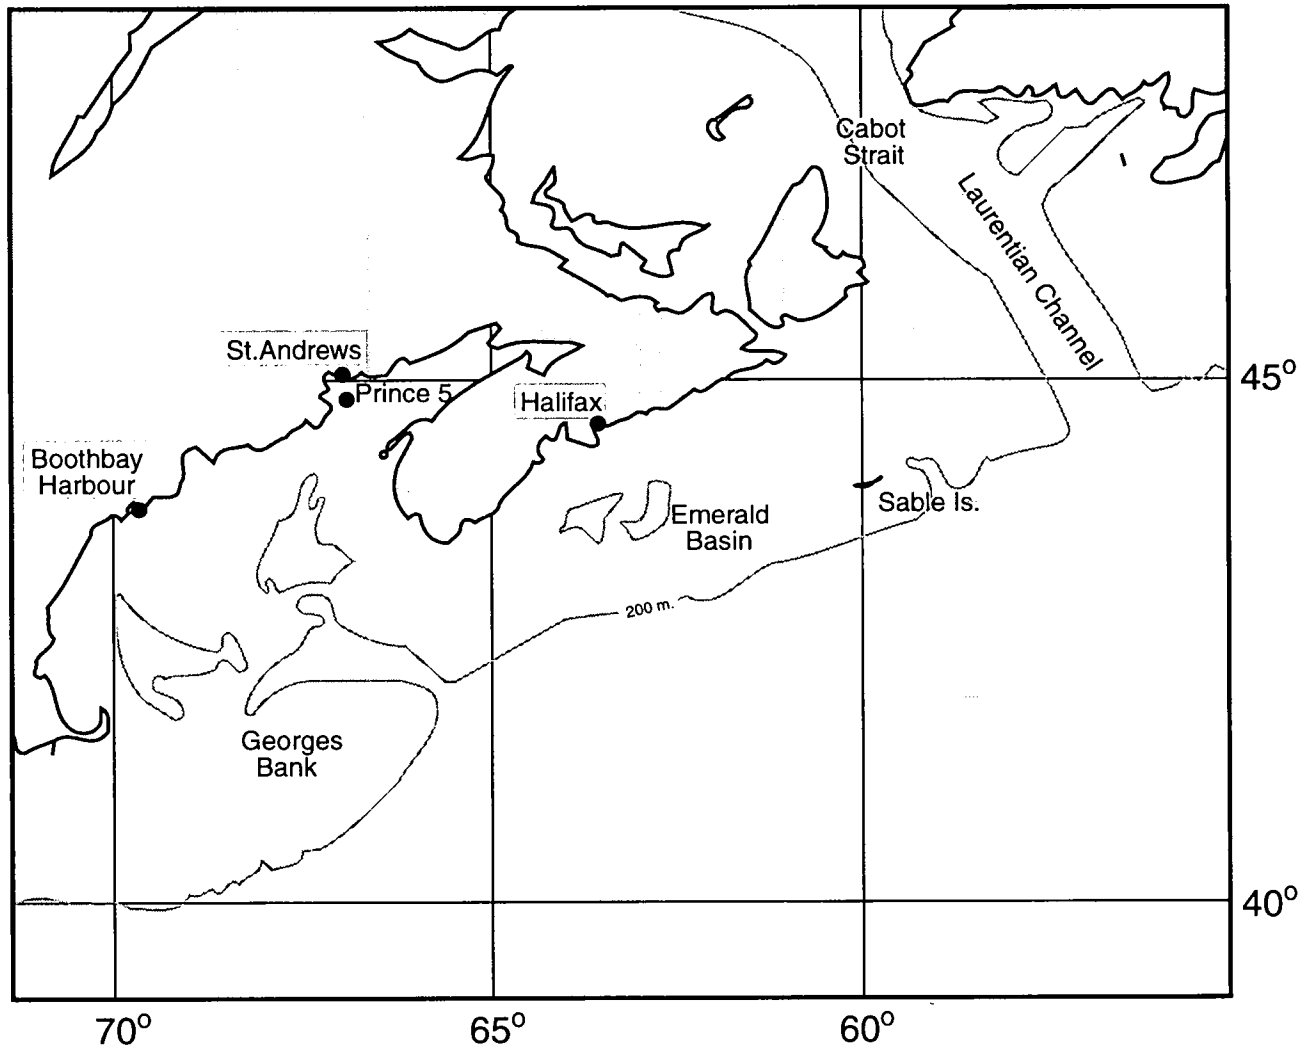 Cabot
Strait
Laurentian Channel
St.Andrews
45°
Prince 5
Halifax
Boothbay
Harbour
Sable Is.
Emerald
Basin
200 m.
Georges
Bank
40°
70°
65°
60°